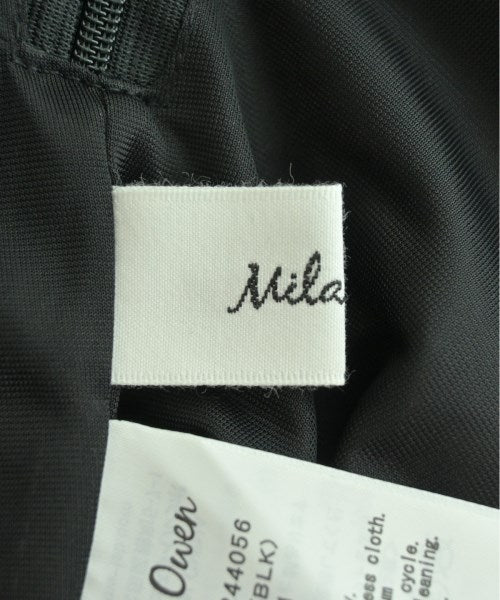 Mila
Owen
244056
(BLK)
ess cloth.
cycle.
eaning.